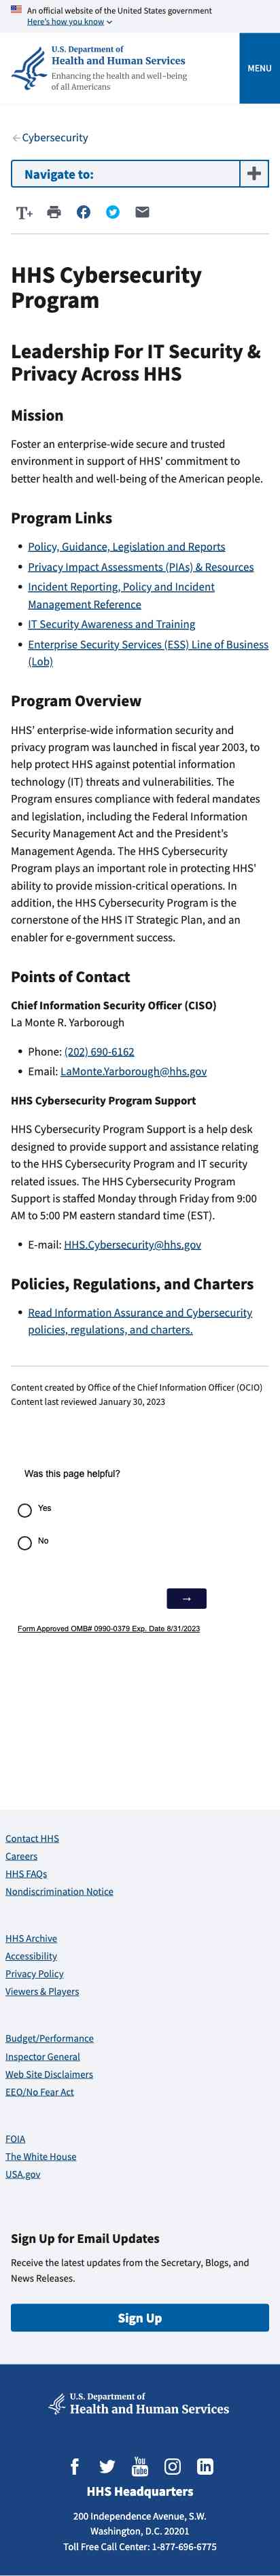 An official website of the United States government
Here's how you know
U.S. Department of
Health and Human Services
Enhancing the health and well-being
of all Americans
MENU
Cybersecurity
Navigate to:
T+
HHS Cybersecurity
Program
Leadership For IT Security &
Privacy Across HHS
Mission
Foster an enterprise-wide secure and trusted
environment in support of HHS' commitment to
better health and well-being of the American people.
Program Links
• Policy, Guidance, Legislation and Reports
• Privacy Impact Assessments (PIAs) & Resources
• Incident Reporting, Policy and Incident
Management Reference
• IT Security Awareness and Training
• Enterprise Security Services (ESS) Line of Business
(Lob)
Program Overview
HHS' enterprise-wide information security and
privacy program was launched in fiscal year 2003, to
help protect HHS against potential information
technology (IT) threats and vulnerabilities. The
Program ensures compliance with federal mandates
and legislation, including the Federal Information
Security Management Act and the President's
Management Agenda. The HHS Cybersecurity
Program plays an important role in protecting HHS'
ability to provide mission-critical operations. In
addition, the HHS Cybersecurity Program is the
cornerstone of the HHS IT Strategic Plan, and an
enabler for e-government success.
Points of Contact
Chief Information Security Officer (CISO)
La Monte R. Yarborough
• Phone: (202) 690-6162
• Email: LaMonte.Yarborough@hhs.gov
HHS Cybersecurity Program Support
HHS Cybersecurity Program Support is a help desk
designed to provide support and assistance relating
to the HHS Cybersecurity Program and IT security
related issues. The HHS Cybersecurity Program
Support is staffed Monday through Friday from 9:00
AM to 5:00 PM eastern standard time (EST).
• E-mail: HHS.Cybersecurity@hhs.gov
Policies, Regulations, and Charters
• Read Information Assurance and Cybersecurity
policies, regulations, and charters.
Content created by Office of the Chief Information Officer (OCIO)
Content last reviewed January 30, 2023
Was this page helpful?
Yes
No
→
Form Approved OMB# 0990-0379 Exp. Date 8/31/2023
Contact HHS
Careers
HHS FAQs
Nondiscrimination Notice
HHS Archive
Accessibility
Privacy Policy
Viewers & Players
Budget/Performance
Inspector General
Web Site Disclaimers
EEO/No Fear Act
FOIA
The White House
USA.gov
Sign Up for Email Updates
Receive the latest updates from the Secretary, Blogs, and
News Releases.
Sign Up
U.S. Department of
Health and Human Services
You Tube
HHS Headquarters
200 Independence Avenue, S.W.
Washington, D.C. 20201
Toll Free Call Center: 1-877-696-6775